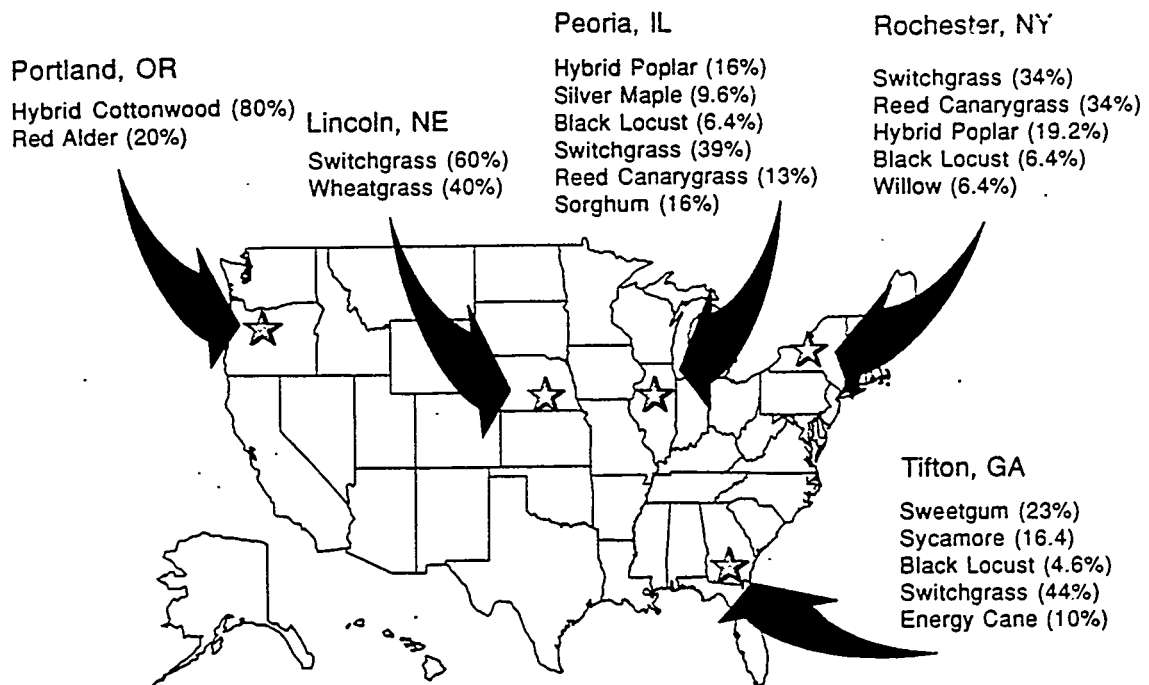 Portland, OR
Hybrid Cottonwood (80%)
Red Alder (20%)
Lincoln, NE
Switchgrass (60%)
Wheatgrass (40%)
Peoria, IL
Hybrid Poplar (16%)
Silver Maple (9.6%)
Black Locust (6.4%)
Switchgrass (39%)
Reed Canarygrass (13%)
Sorghum (16%)
Rochester, NY
Switchgrass (34%)
Reed Canarygrass (34%)
Hybrid Poplar (19.2%)
Black Locust (6.4%)
Willow (6.4%)
Tifton, GA
Sweetgum (23%)
Sycamore (16.4)
Black Locust (4.6%)
Switchgrass (44%)
Energy Cane (10%)